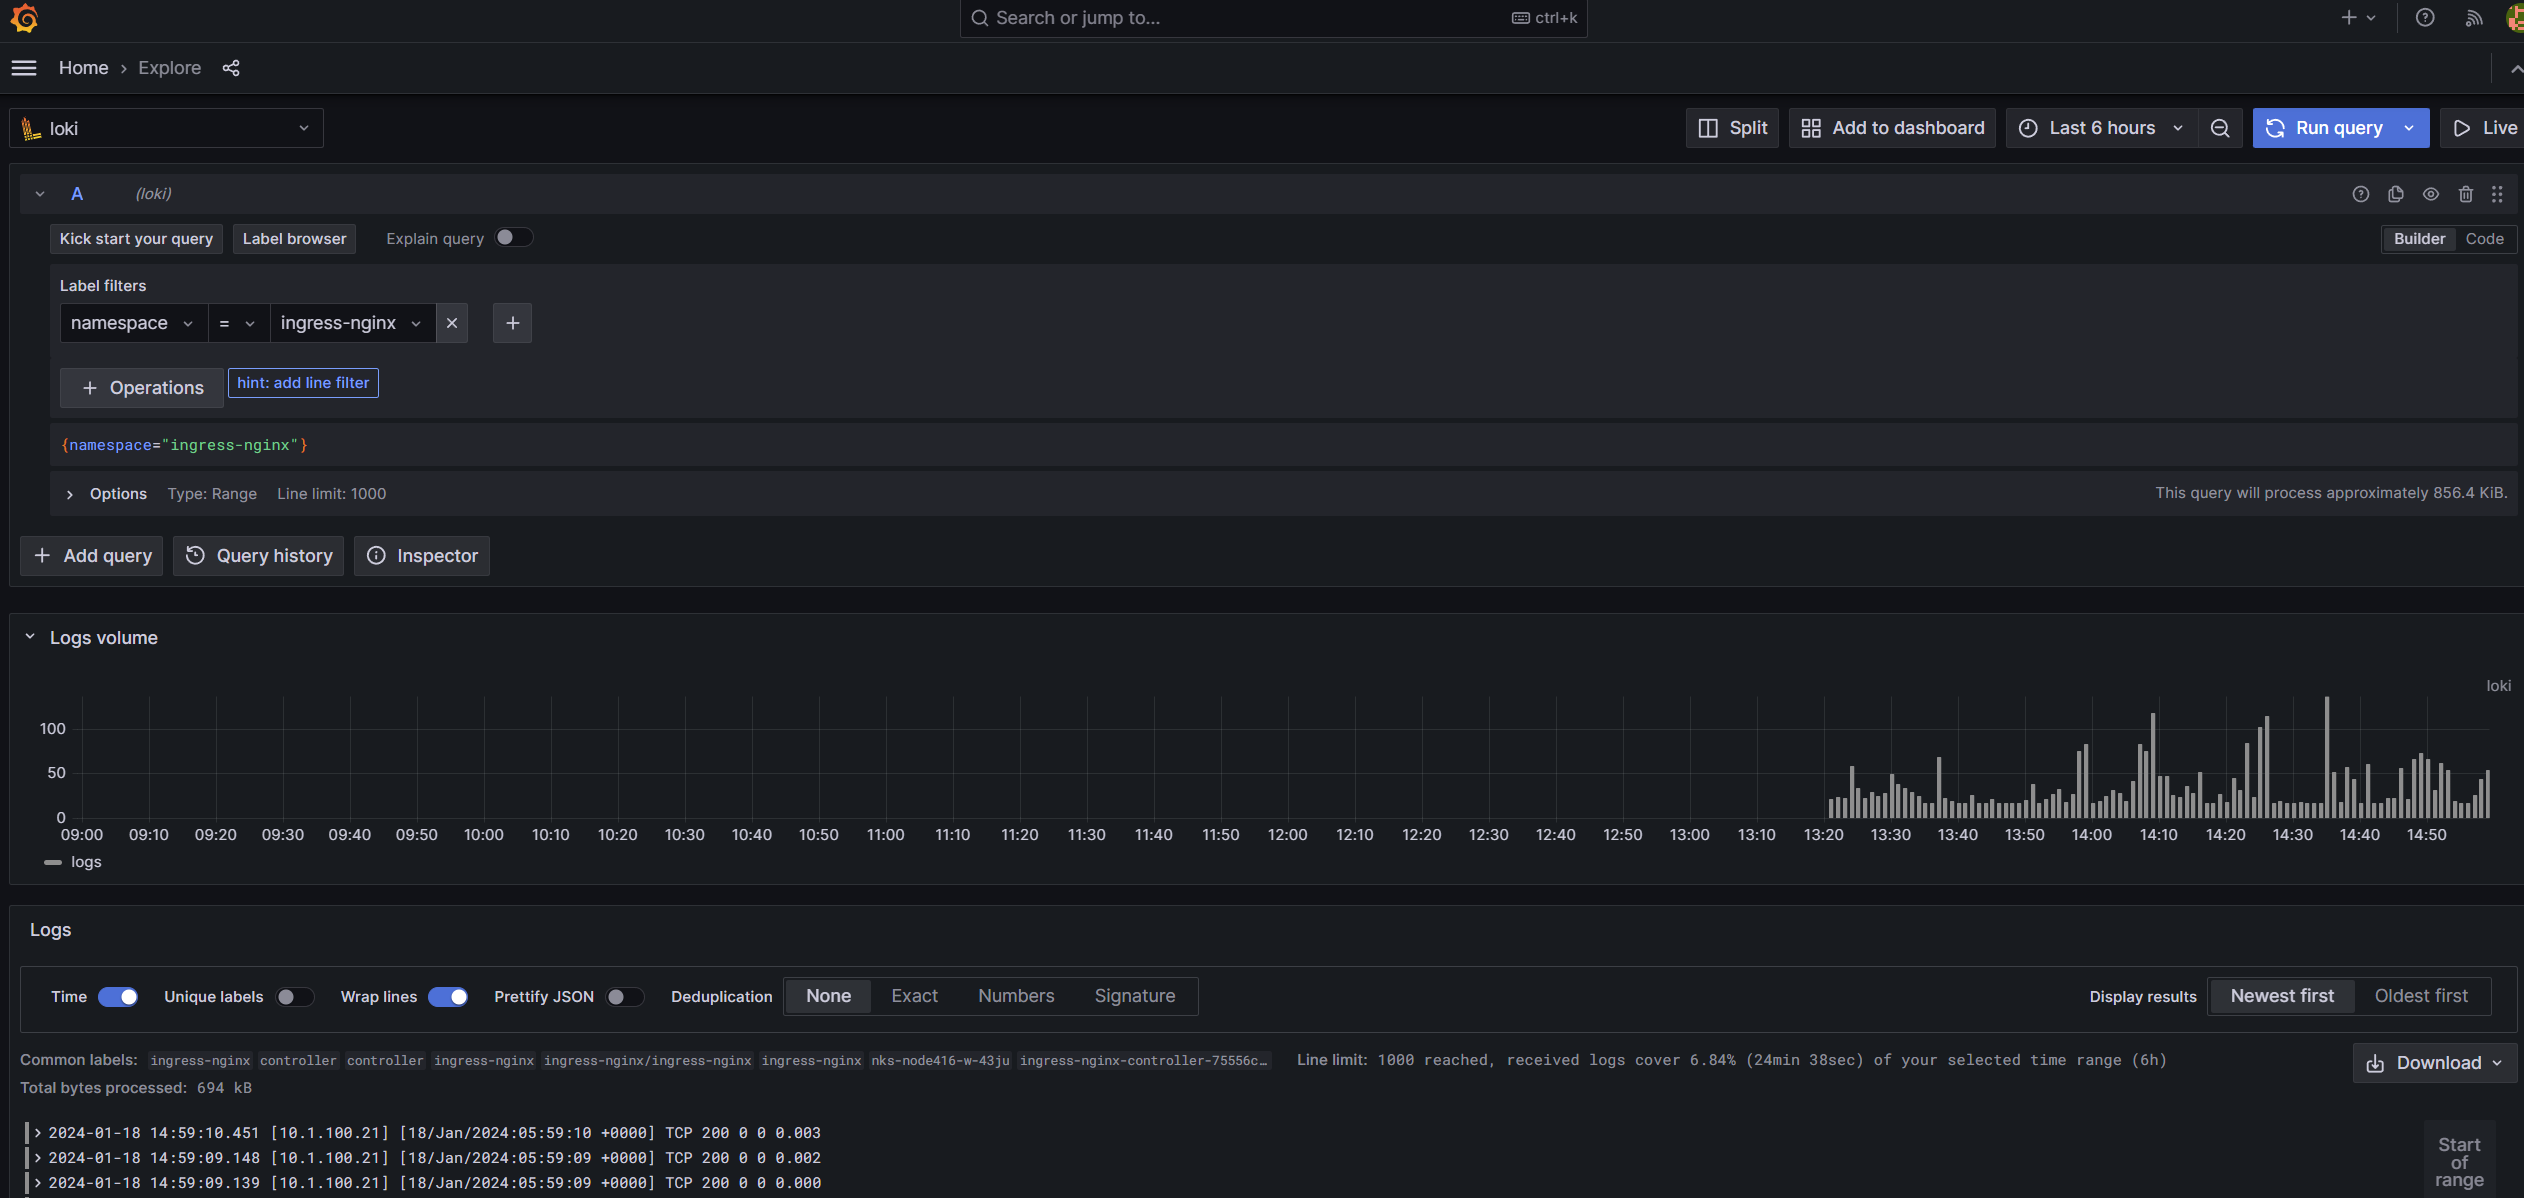 Search or jump to...
ctrl+k
Home › Explore
loki
Split
Add to dashboard
Last 6 hours
Run query
Live
A (loki)
Kick start your query
Label browser
Explain query
Builder
Code
Label filters
namespace
=
ingress-nginx
Operations
hint: add line filter
{namespace="ingress-nginx"}
Options Type: Range Line limit: 1000
This query will process approximately 856.4 KiB.
Add query
Query history
Inspector
Logs volume
loki
100
50
0
09:00 09:10 09:20 09:30 09:40 09:50 10:00 10:10 10:20 10:30 10:40 10:50 11:00 11:10 11:20 11:30 11:40 11:50 12:00 12:10 12:20 12:30 12:40 12:50 13:00 13:10 13:20 13:30 13:40 13:50 14:00 14:10 14:20 14:30 14:40 14:50
logs
Logs
Time
Unique labels
Wrap lines
Prettify JSON
Deduplication
None
Exact
Numbers
Signature
Display results
Newest first
Oldest first
Common labels: ingress-nginx controller controller ingress-nginx ingress-nginx/ingress-nginx ingress-nginx nks-node416-w-43ju ingress-nginx-controller-75556c… Line limit: 1000 reached, received logs cover 6.84% (24min 38sec) of your selected time range (6h)
Download
Total bytes processed: 694 kB
2024-01-18 14:59:10.451 [10.1.100.21] [18/Jan/2024:05:59:10 +0000] TCP 200 0 0 0.003
2024-01-18 14:59:09.148 [10.1.100.21] [18/Jan/2024:05:59:09 +0000] TCP 200 0 0 0.002
2024-01-18 14:59:09.139 [10.1.100.21] [18/Jan/2024:05:59:09 +0000] TCP 200 0 0 0.000
Start
of
range